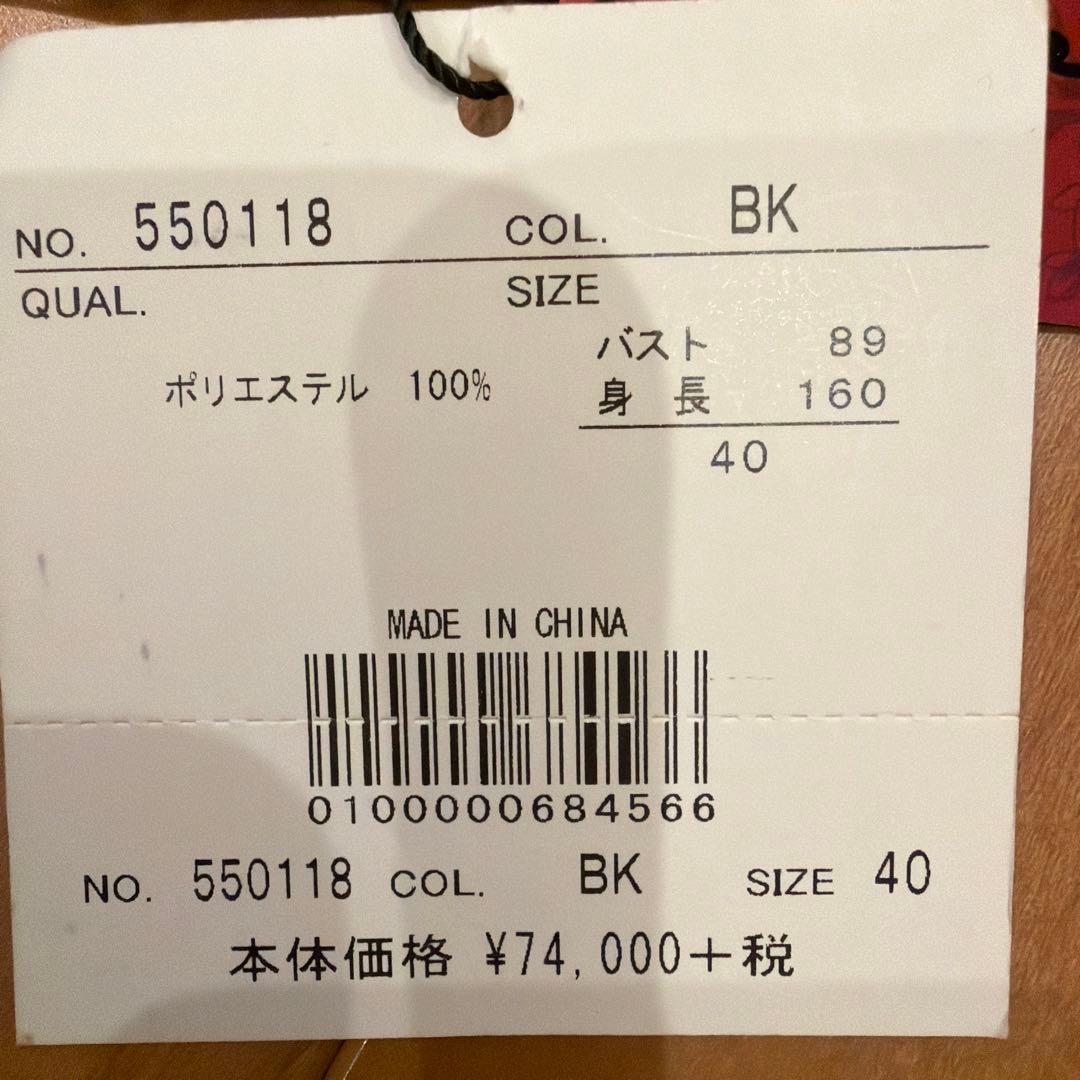 NO. 550118 COL. BK
QUAL. SIZE
バスト 89
ポリエステル 100% 身長 160
40
MADE IN CHINA
0100000684566
NO. 550118 COL. BK SIZE 40
本体価格 ¥74,000+税